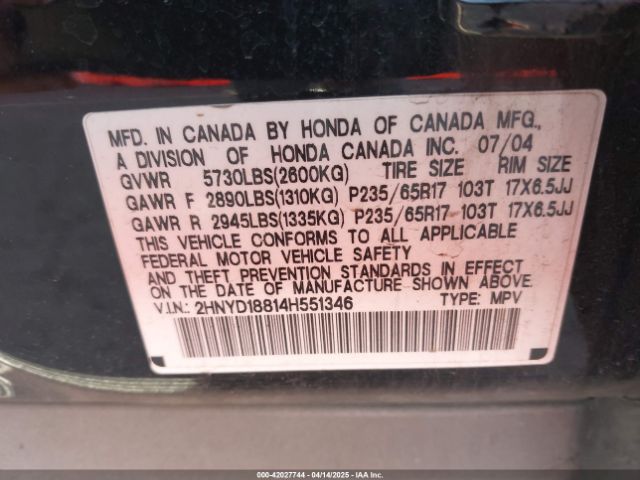 MFD. IN CANADA BY HONDA OF CANADA MFG.,
A DIVISION OF HONDA CANADA INC. 07/04
GVWR 5730LBS(2600KG) TIRE SIZE RIM SIZE
GAWR F 2890LBS(1310KG) P235/65R17 103T 17X6.5JJ
GAWR R 2945LBS(1335KG) P235/65R17 103T 17X6.5JJ
THIS VEHICLE CONFORMS TO ALL APPLICABLE
FEDERAL MOTOR VEHICLE SAFETY
AND THEFT PREVENTION STANDARDS IN EFFECT
ON THE DATE OF MANUFACTURE SHOWN ABOVE.
V.I.N.: 2HNYD18814H551346 TYPE: MPV
000-42027744 04/14/2025 IAA Inc.